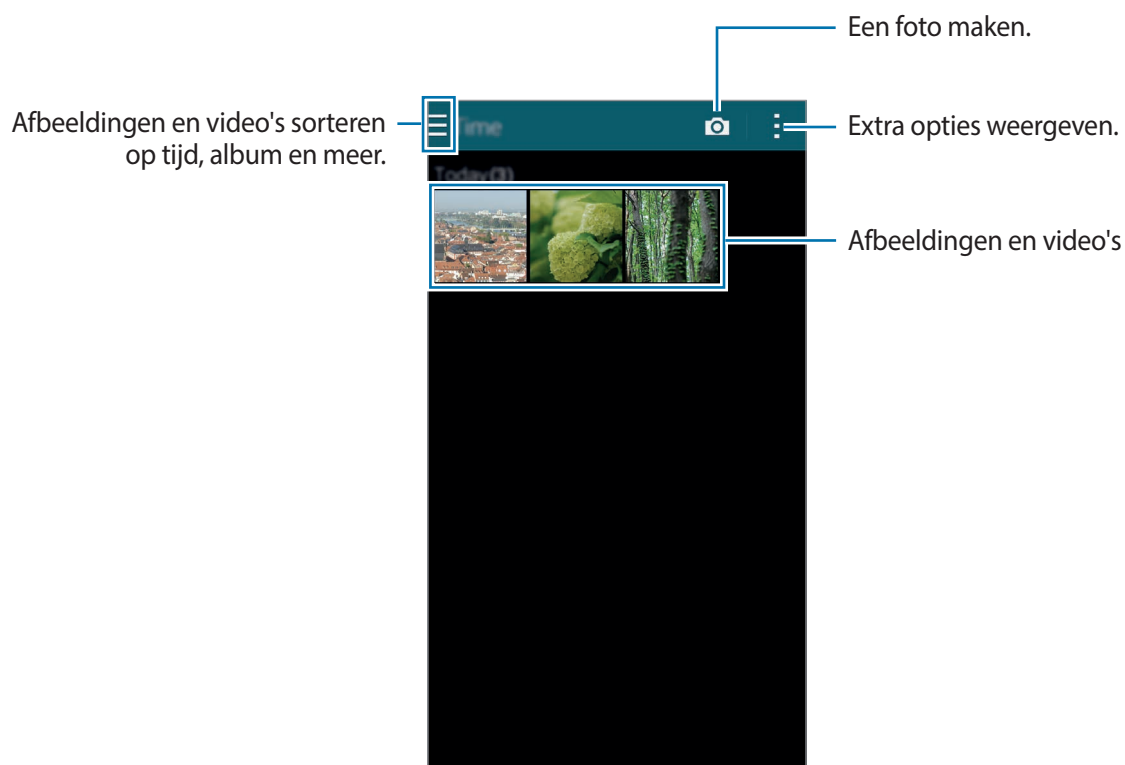 Een foto maken.
Afbeeldingen en video's sorteren
op tijd, album en meer.
Time
Extra opties weergeven.
Today(3)
Afbeeldingen en video's